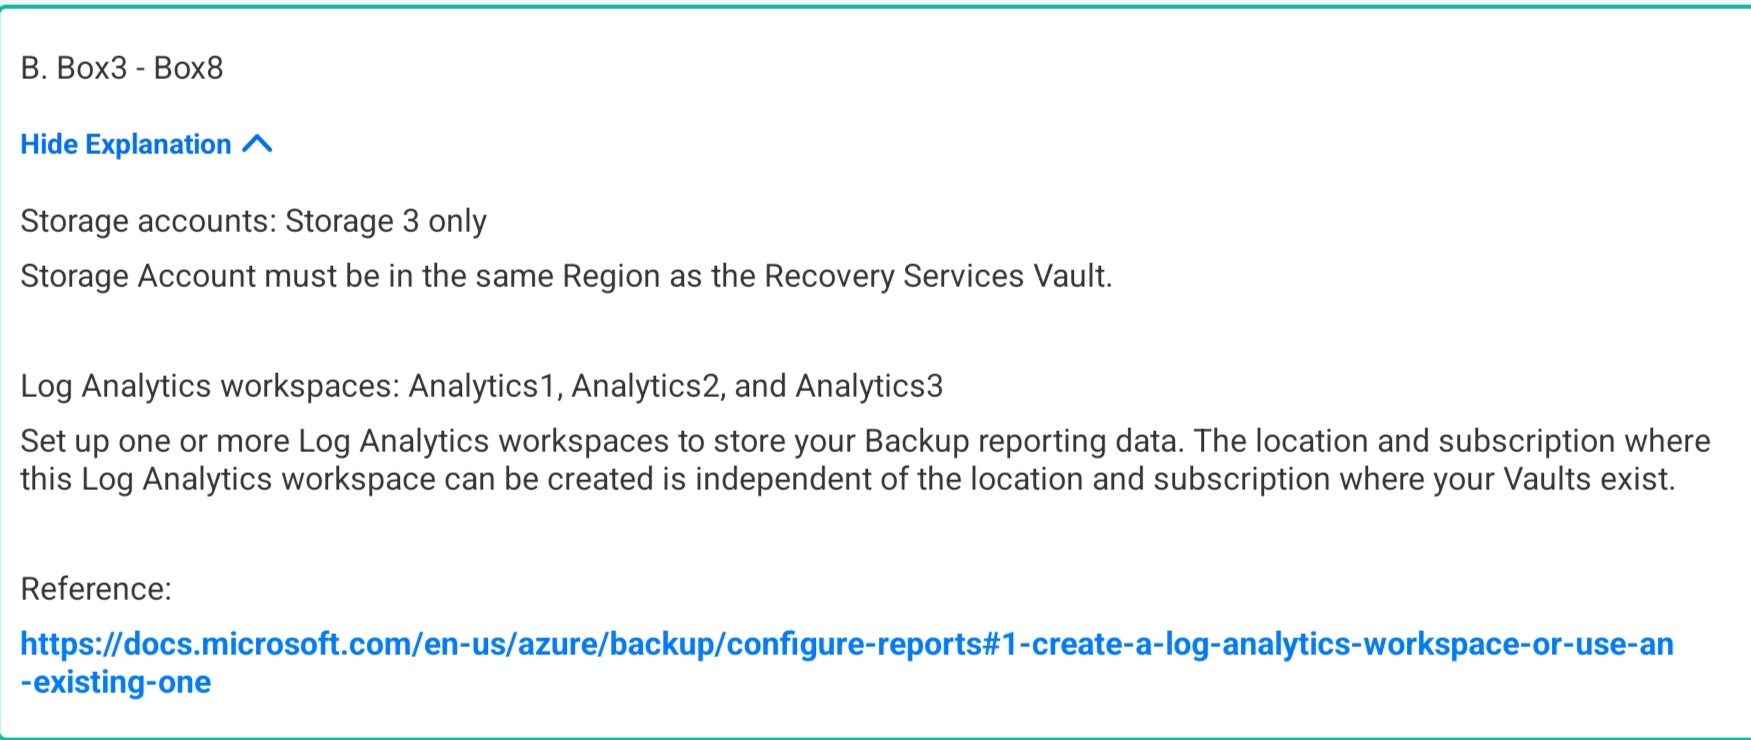 B. Box3 - Box8
Hide Explanation
Storage accounts: Storage 3 only
Storage Account must be in the same Region as the Recovery Services Vault.
Log Analytics workspaces: Analytics1, Analytics2, and Analytics3
Set up one or more Log Analytics workspaces to store your Backup reporting data. The location and subscription where
this Log Analytics workspace can be created is independent of the location and subscription where your Vaults exist.
Reference:
https://docs.microsoft.com/en-us/azure/backup/configure-reports#1-create-a-log-analytics-workspace-or-use-an
-existing-one